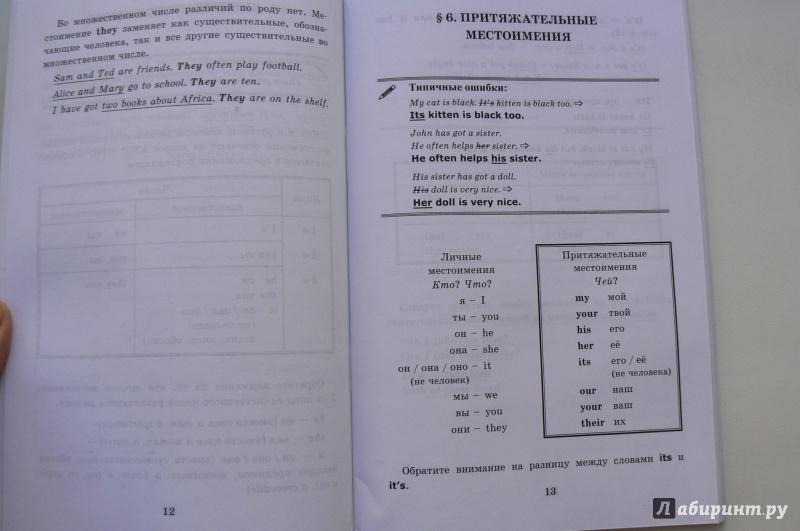 Во множественном числе различий по роду нет. Ме-
стоимение they заменяет как существительные, обозна-
чающие человека, так и все другие существительные во
множественном числе.
Sam and Ted are friends. They often play football.
Alice and Mary go to school. They are ten.
I have got two books about Africa. They are on the shelf.
12
§ 6. ПРИТЯЖАТЕЛЬНЫЕ
МЕСТОИМЕНИЯ
Типичные ошибки:
My cat is black. It's kitten is black too. ⇨
Its kitten is black too.
John has got a sister.
He often helps her sister. ⇨
He often helps his sister.
His sister has got a doll.
His doll is very nice. ⇨
Her doll is very nice.
Личные
местоимения
Кто? Что?
я – I
ты – you
он – he
она – she
он / она / оно – it
(не человек)
мы – we
вы – you
они – they
Притяжательные
местоимения
Чей?
my мой
your твой
his его
her её
its его / её
(не человека)
our наш
your ваш
their их
Обратите внимание на разницу между словами its и
it's.
13
Лабиринт.ру